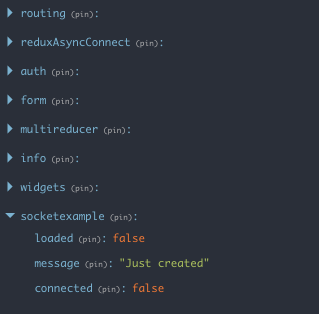 routing (pin):
reduxAsyncConnect (pin):
auth (pin):
form (pin):
multireducer (pin):
info (pin):
widgets (pin):
socketexample (pin):
loaded (pin): false
message (pin): "Just created"
connected (pin): false